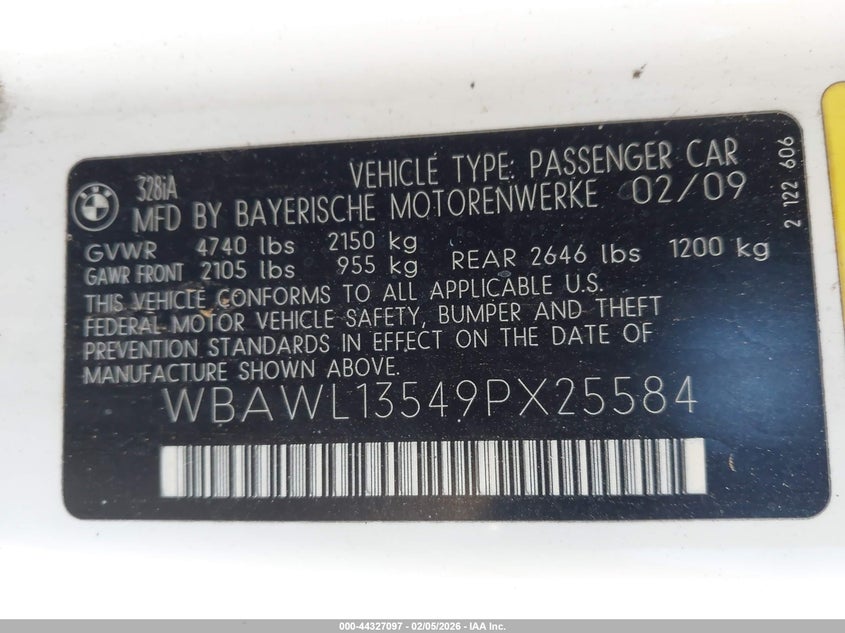 BMW
328iA
VEHICLE TYPE: PASSENGER CAR
MFD BY BAYERISCHE MOTORENWERKE 02/09
GVWR 4740 lbs 2150 kg
GAWR FRONT 2105 lbs 955 kg REAR 2646 lbs 1200 kg
THIS VEHICLE CONFORMS TO ALL APPLICABLE U.S.
FEDERAL MOTOR VEHICLE SAFETY, BUMPER AND THEFT
PREVENTION STANDARDS IN EFFECT ON THE DATE OF
MANUFACTURE SHOWN ABOVE.
WBAWL13549PX25584
2 122 606
000-44327097 - 02/05/2026 - IAA Inc.